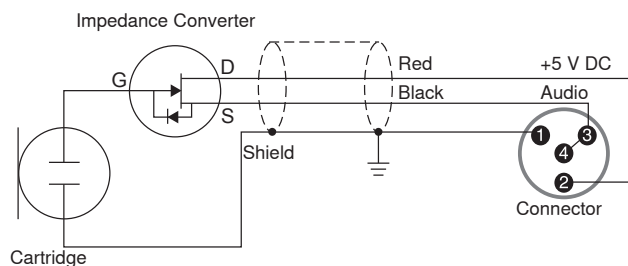 Impedance Converter
G
D
S
Red
+5 V DC
Black
Audio
Shield
1
3
4
2
Connector
Cartridge